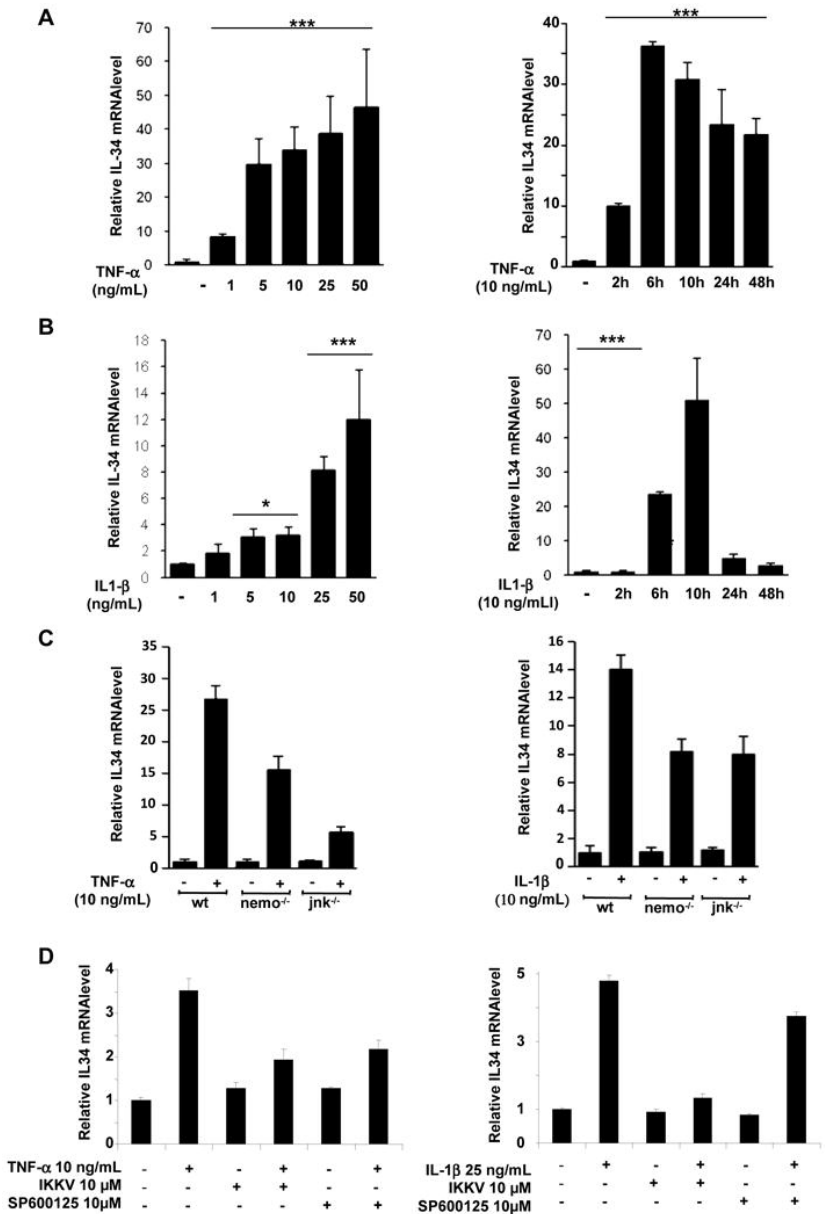 A
Relative IL-34 mRNAlevel
70
60
50
40
30
20
10
0
***
TNF-α
(ng/mL)
- 1 5 10 25 50
Relative IL34 mRNAlevel
40
30
20
10
0
***
TNF-α
(10 ng/mL)
- 2h 6h 10h 24h 48h
B
Relative IL-34 mRNAlevel
18
16
14
12
10
8
6
4
2
0
***
*
IL1-β
(ng/mL)
- 1 5 10 25 50
Relative IL34 mRNAlevel
70
60
50
40
30
20
10
0
***
IL1-β
(10 ng/mLl)
- 2h 6h 10h 24h 48h
C
Relative IL34 mRNAlevel
35
30
25
20
15
10
5
0
TNF-α
(10 ng/mL)
- + - + - +
wt nemo-/- jnk-/-
Relative IL34 mRNAlevel
16
14
12
10
8
6
4
2
0
IL-1β
(10 ng/mL)
- + - + - +
wt nemo-/- jnk-/-
D
Relative IL34 mRNAlevel
4
3
2
1
0
TNF-α 10 ng/mL - + - + - +
IKKV 10 µM - - + + - -
SP600125 10µM - - - - + +
Relative IL34 mRNAlevel
5
1
0
IL-1β 25 ng/mL - + - + - +
IKKV 10 µM - - + + - -
SP600125 10µM - - - - + +